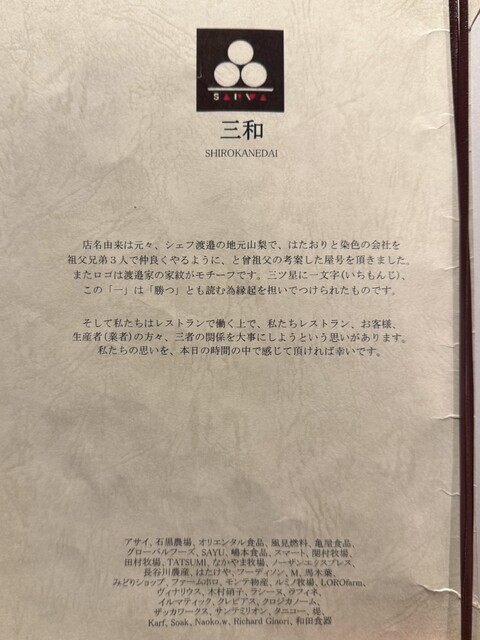 SANWA
三和
SHIROKANEDAI
店名由来は元々、シェフ渡邉の地元山梨で、はたおりと染色の会社を
祖父兄弟3人で仲良くやるように、と曾祖父の考案した屋号を頂きました。
またロゴは渡邉家の家紋がモチーフです。三ツ星に一文字(いちもんじ)、
この「一」は「勝つ」とも読む為縁起を担いでつけられたものです。
そして私たちはレストランで働く上で、私たちレストラン、お客様、
生産者(業者)の方々、三者の関係を大事にしようという思いがあります。
私たちの思いを、本日の時間の中で感じて頂ければ幸いです。
アサイ、石黒農場、オリエンタル食品、風見燃料、亀屋食品、
グローバルフーズ、SAYU、嶋本食品、スマート、関村牧場、
田村牧場、TATSUMI、なかやま牧場、ノーザンエクスプレス、
長谷川農産、はたけや、フーディソン、M、馬木葉、
みどりショップ、ファームホロ、モンテ物産、ルミノ牧場、LOROfarm、
ヴィナリウス、木村硝子、ラシーヌ、ラフィネ、
イルマティック、クレビアス、クロジカノーム、
ザッカワークス、サンテミリオン、タニコー、堤、
Karf、Soak、Naoko.w、Richard Ginori、和田食器